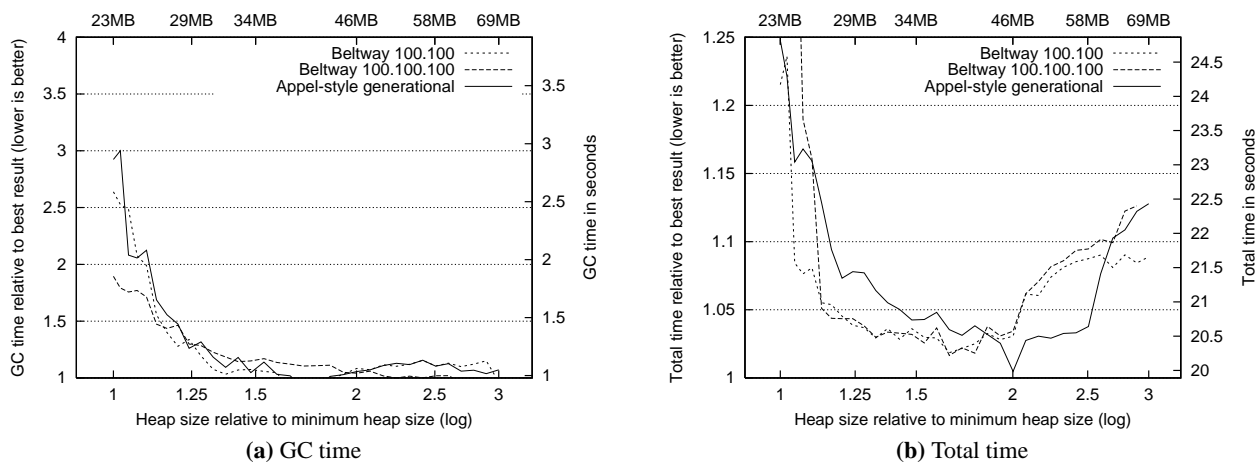 23MB 29MB 34MB 46MB 58MB 69MB
GC time relative to best result (lower is better)
4
3.5
3
2.5
2
1.5
1
Beltway 100.100
Beltway 100.100.100
Appel-style generational
3.5
3
2
2
1
1
GC time in seconds
1 1.25 1.5 2 2.5 3
Heap size relative to minimum heap size (log)
(a) GC time
23MB 29MB 34MB 46MB 58MB 69MB
Total time relative to best result (lower is better)
1.25
1.2
1.15
1.1
1.05
1
Beltway 100.100
Beltway 100.100.100
Appel-style generational
24.5
24
23.5
23
22.5
22
21.5
21
20.5
20
Total time in seconds
1 1.25 1.5 2 2.5 3
Heap size relative to minimum heap size (log)
(b) Total time